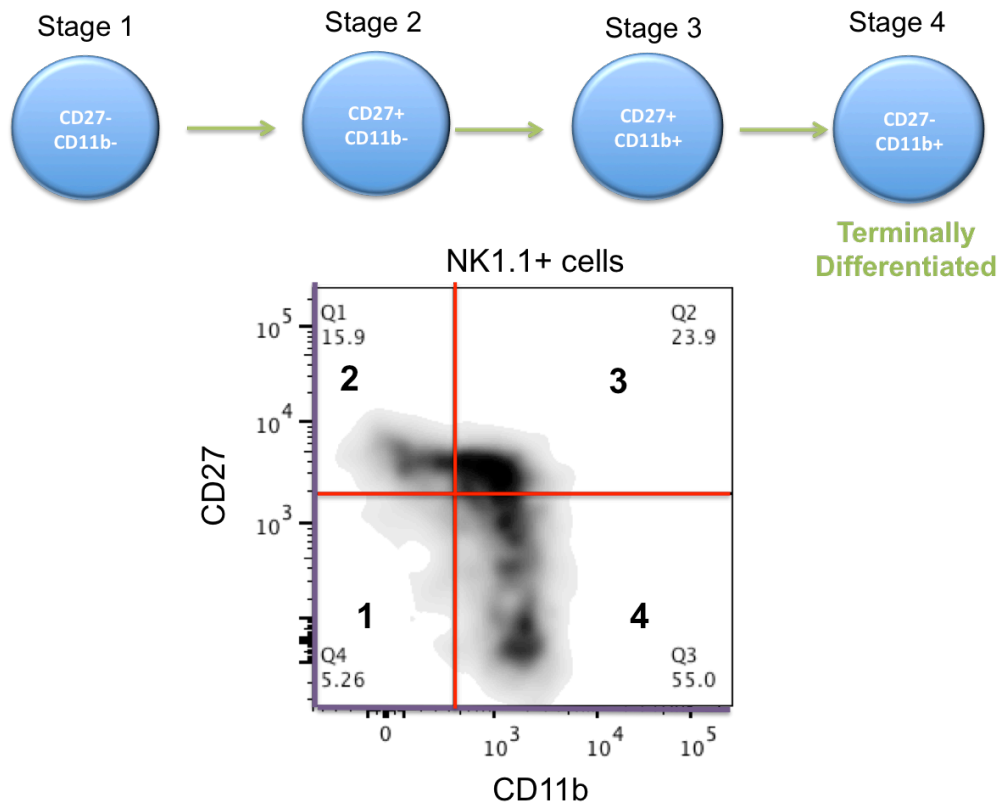 Stage 1
Stage 2
Stage 3
Stage 4
CD27-
CD11b-
CD27+
CD11b-
CD27+
CD11b+
CD27-
CD11b+
Terminally
Differentiated
NK1.1+ cells
Q1
15.9
Q2
23.9
2
3
1
4
Q4
5.26
Q3
55.0
10^5
10^4
10^3
CD27
0
10^3
10^4
10^5
CD11b